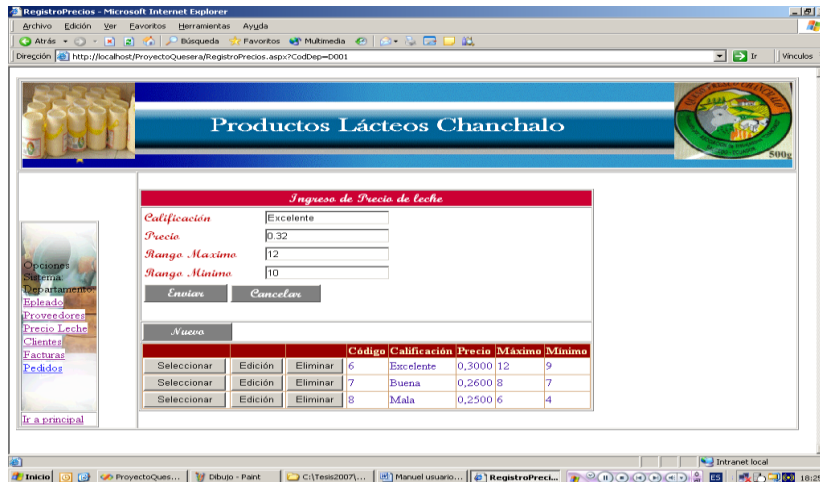 RegistroPrecios - Microsoft Internet Explorer
Archivo Edición Ver Favoritos Herramientas Ayuda
Atrás Búsqueda Favoritos Multimedia
Dirección http://localhost/ProyectoQuesera/RegistroPrecios.aspx?CodDep=D001 Ir Vínculos
Productos Lácteos Chanchalo
500g
Ingreso de Precio de leche
Calificación Excelente
Precio 0.32
Rango Maximo 12
Rango Minimo 10
Enviar Cancelar
Nuevo
Código Calificación Precio Máximo Mínimo
Seleccionar Edición Eliminar 6 Excelente 0,3000 12 9
Seleccionar Edición Eliminar 7 Buena 0,2600 8 7
Seleccionar Edición Eliminar 8 Mala 0,2500 6 4
Opciones
Sistema:
Departamento
Epleado
Proveedores
Precio Leche
Clientes
Facturas
Pedidos
Ir a principal
Intranet local
Inicio ProyectoQues... Dibujo - Paint C:\Tesis2007\... Manuel usuario... RegistroPreci... ES 18:25